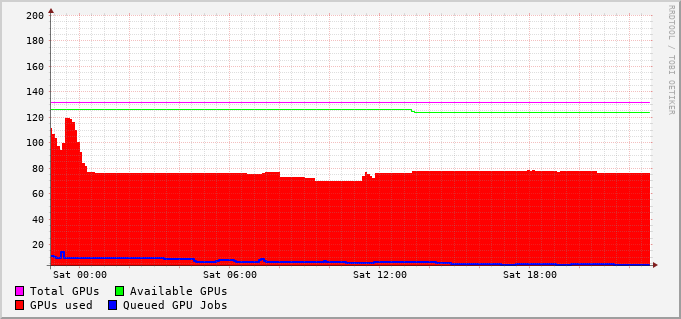 200
180
160
140
120
100
80
60
40
20
Sat 00:00 Sat 06:00 Sat 12:00 Sat 18:00
Total GPUs Available GPUs
GPUs used Queued GPU Jobs
RRDTOOL / TOBI OETIKER